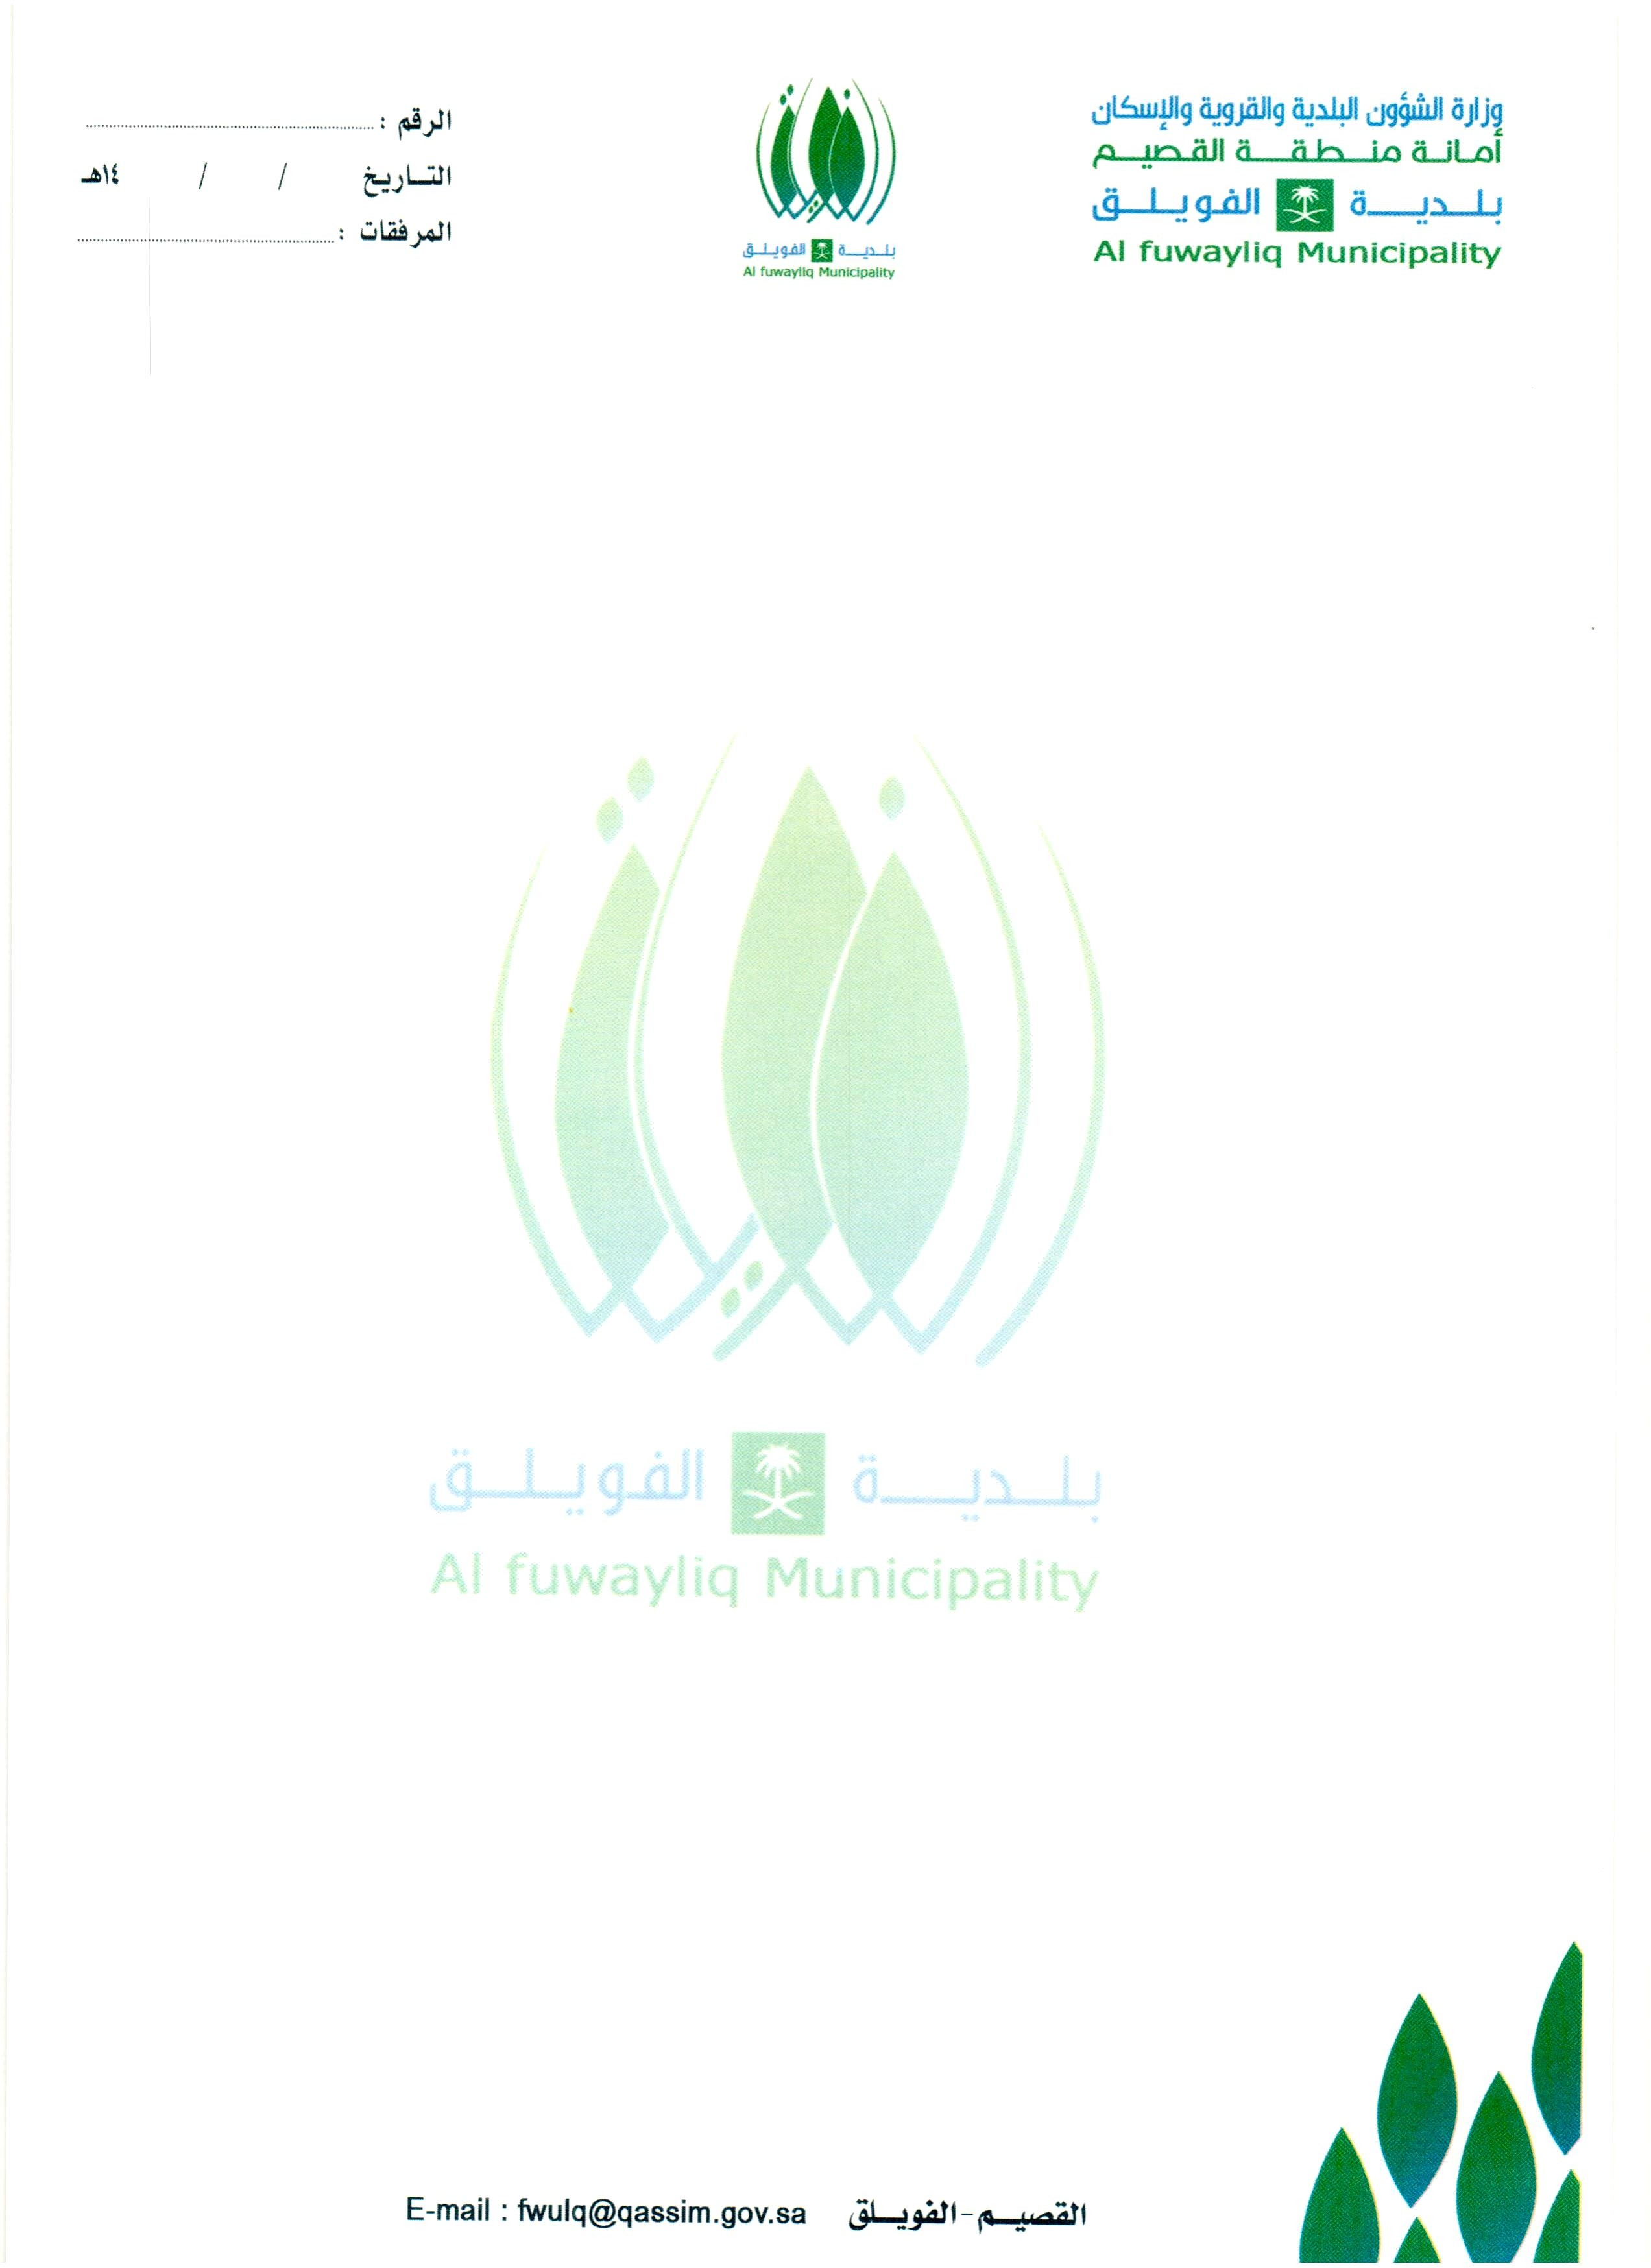 وزارة الشؤون البلدية والقروية والإسكان
أمانة منطقة القصيم
بلدية الفويلق
Al fuwayliq Municipality
بلدية الفويلق
Al fuwayliq Municipality
الرقم :
التاريخ / / ١٤هـ
المرفقات :
بلدية الفويلق
Al fuwayliq Municipality
القصيم-الفويلق E-mail : fwulq@qassim.gov.sa